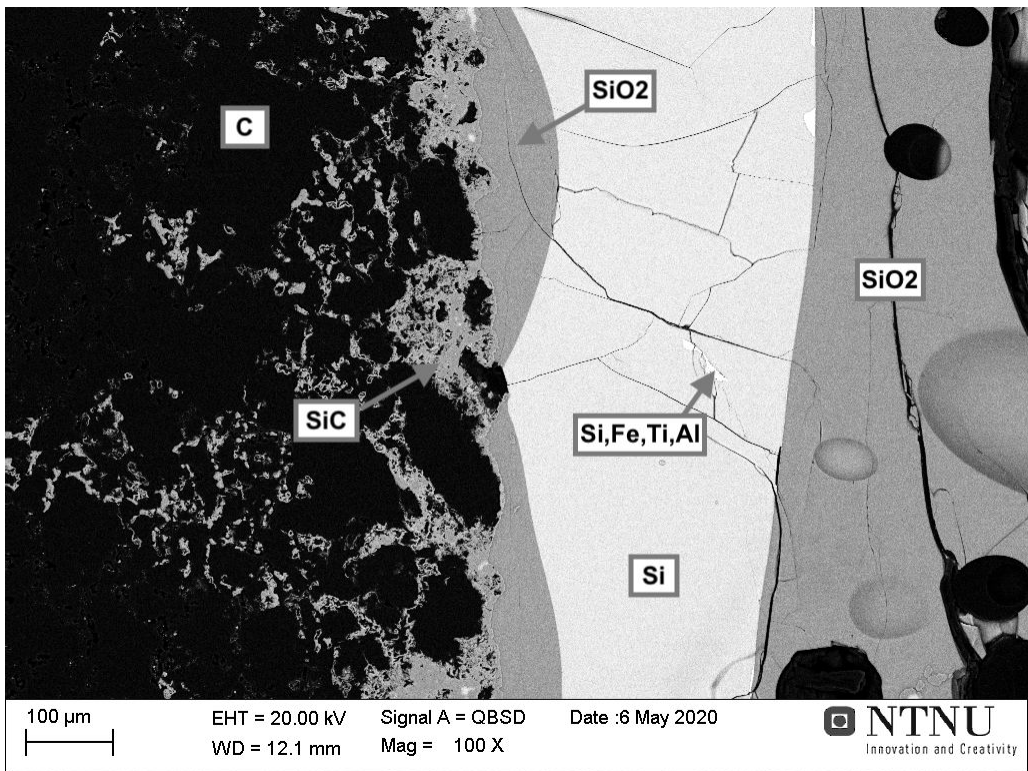 SiO2
C
SiO2
SiC
Si,Fe,Ti,Al
Si
100 µm
EHT = 20.00 kV
Signal A = QBSD
Date :6 May 2020
WD = 12.1 mm
Mag = 100 X
NTNU
Innovation and Creativity